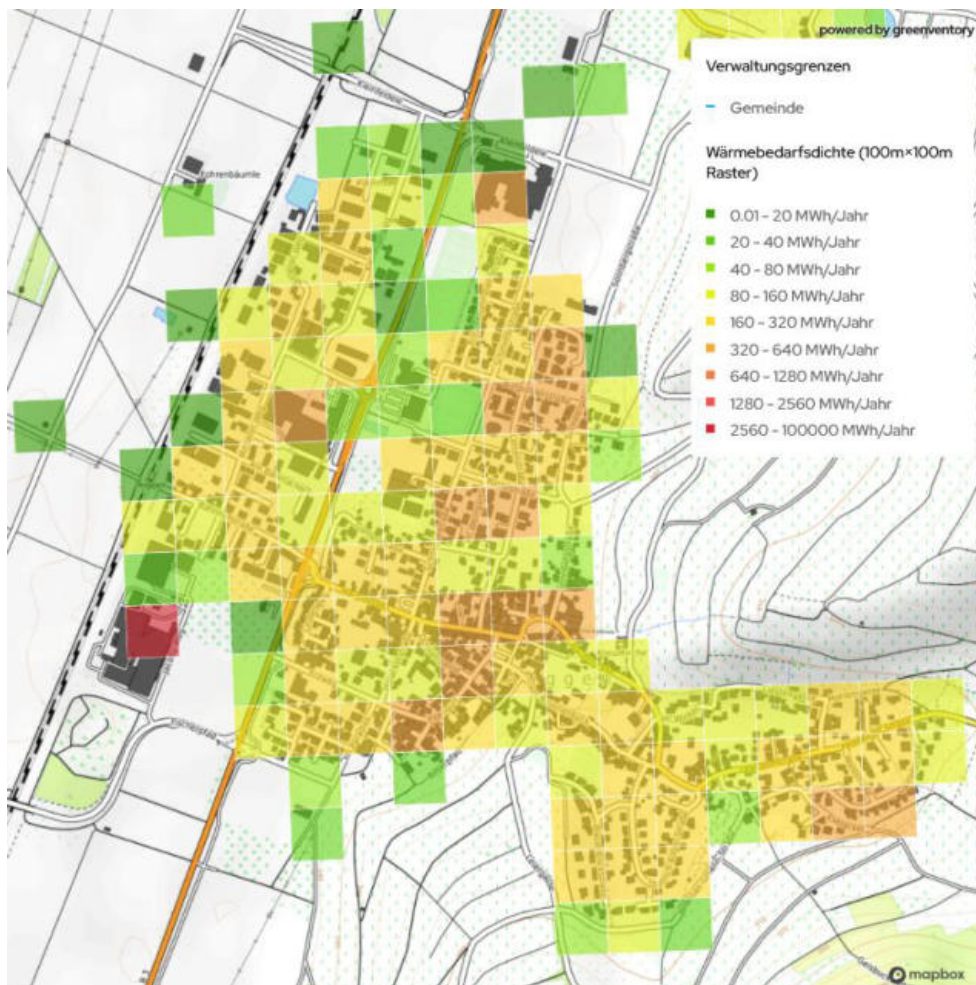 powered by greenventory
Verwaltungsgrenzen
Gemeinde
Wärmebedarfsdichte (100m×100m
Raster)
0.01 – 20 MWh/Jahr
20 – 40 MWh/Jahr
40 – 80 MWh/Jahr
80 – 160 MWh/Jahr
160 – 320 MWh/Jahr
320 – 640 MWh/Jahr
640 – 1280 MWh/Jahr
1280 – 2560 MWh/Jahr
2560 – 100000 MWh/Jahr
mapbox